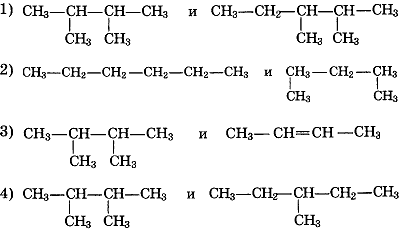 1) CH₃—CH—CH—CH₃ и CH₃—CH₂—CH—CH—CH₃
CH₃ CH₃ CH₃ CH₃
2) CH₃—CH₂—CH₂—CH₂—CH₂—CH₃ и CH₂—CH₂—CH₂
CH₃ CH₃
3) CH₃—CH—CH—CH₃ и CH₃—CH=CH—CH₃
CH₃ CH₃
4) CH₃—CH—CH—CH₃ и CH₃—CH₂—CH—CH₂—CH₃
CH₃ CH₃ CH₃